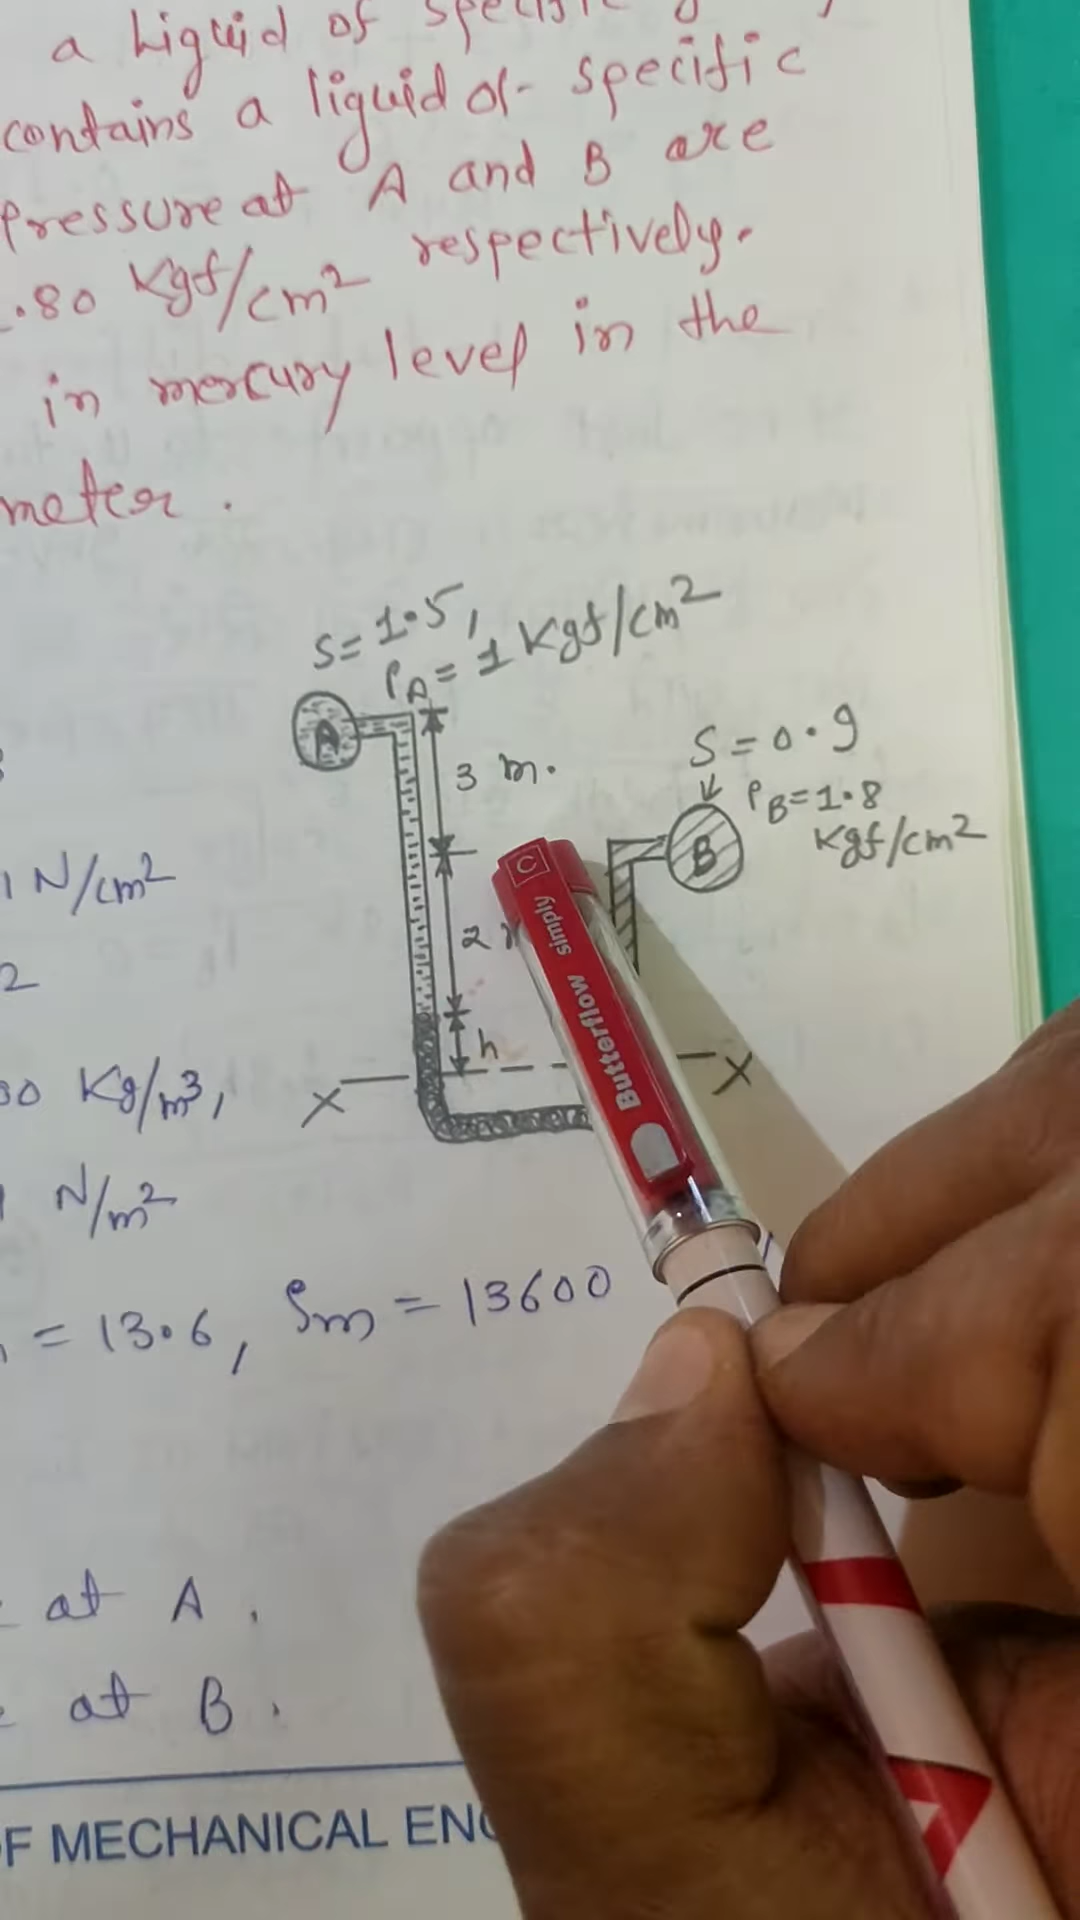 a liquid of
contains a liquid of specific
Pressure at A and B are
.80 Kgf/cm² respectively.
in mercury level in the
meter.
S = 1.5,
PA = 1 Kgf/cm²
A
3 m.
S = 0.9
PB = 1.8
Kgf/cm²
B
C simply
Butterflow
2
h
X
X
N/cm²
2
00 Kg/m³,
N/m²
= 13.6, ρm = 13600
at A.
at B.
OF MECHANICAL